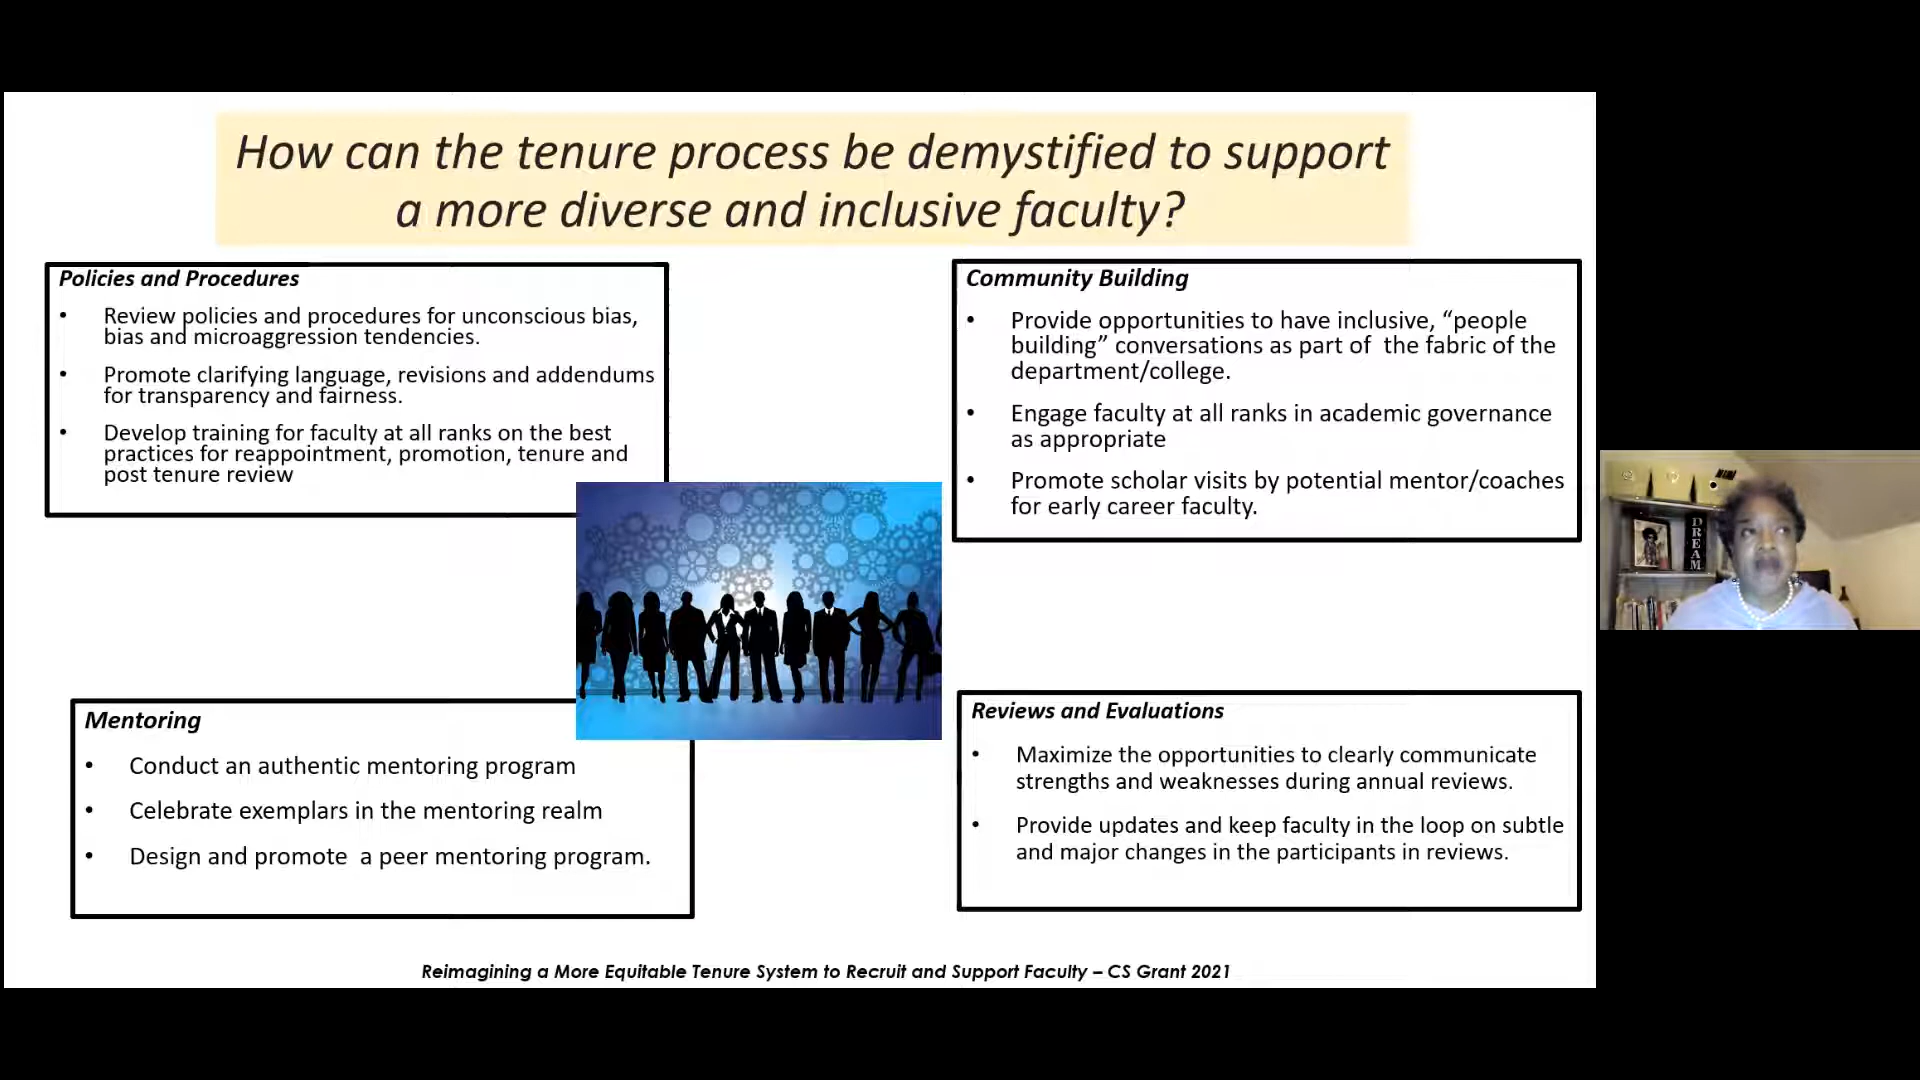 How can the tenure process be demystified to support
a more diverse and inclusive faculty?
Policies and Procedures
• Review policies and procedures for unconscious bias,
bias and microaggression tendencies.
• Promote clarifying language, revisions and addendums
for transparency and fairness.
• Develop training for faculty at all ranks on the best
practices for reappointment, promotion, tenure and
post tenure review
Community Building
• Provide opportunities to have inclusive, “people
building” conversations as part of  the fabric of the
department/college.
• Engage faculty at all ranks in academic governance
as appropriate
• Promote scholar visits by potential mentor/coaches
for early career faculty.
Mentoring
• Conduct an authentic mentoring program
• Celebrate exemplars in the mentoring realm
• Design and promote  a peer mentoring program.
Reviews and Evaluations
• Maximize the opportunities to clearly communicate
strengths and weaknesses during annual reviews.
• Provide updates and keep faculty in the loop on subtle
and major changes in the participants in reviews.
Reimagining a More Equitable Tenure System to Recruit and Support Faculty – CS Grant 2021
DREAM